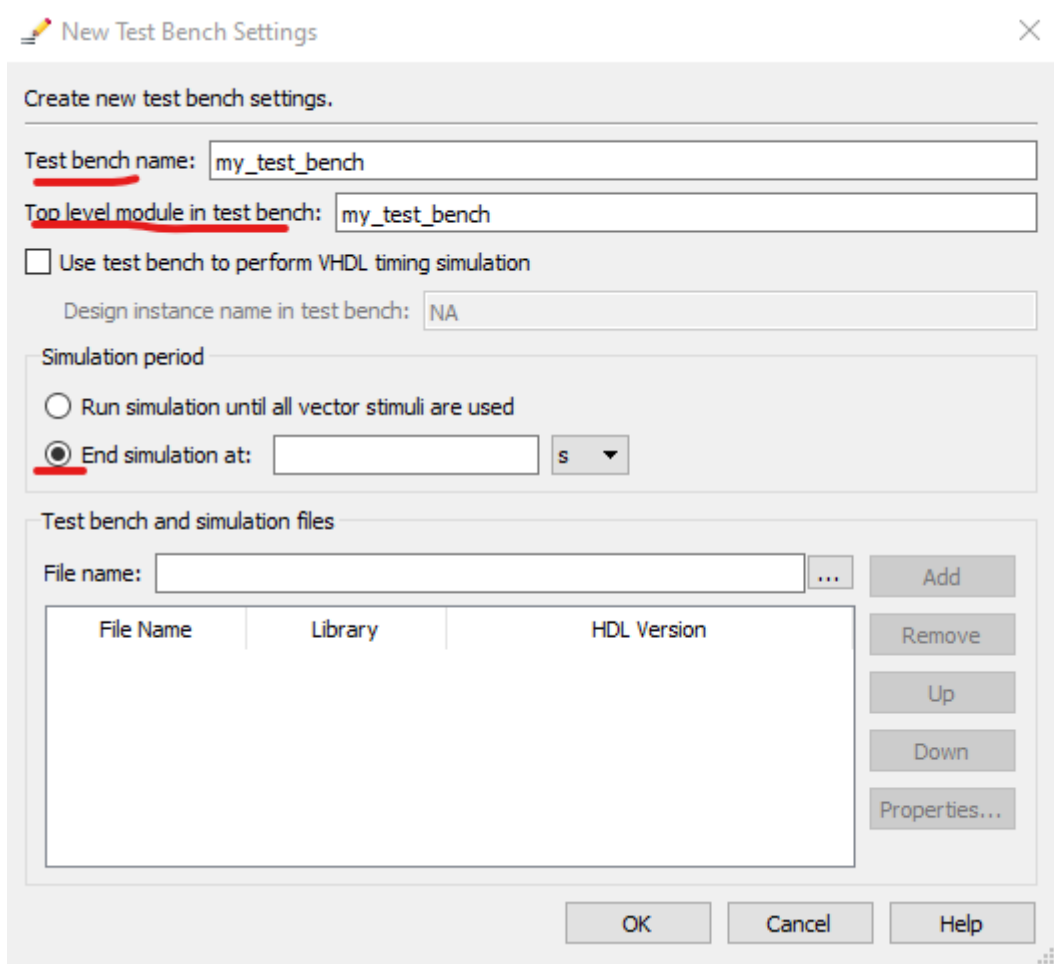 New Test Bench Settings
Create new test bench settings.
Test bench name: my_test_bench
Top level module in test bench: my_test_bench
Use test bench to perform VHDL timing simulation
Design instance name in test bench: NA
Simulation period
Run simulation until all vector stimuli are used
End simulation at: s
Test bench and simulation files
File name: ... Add
File Name Library HDL Version
Remove
Up
Down
Properties...
OK Cancel Help